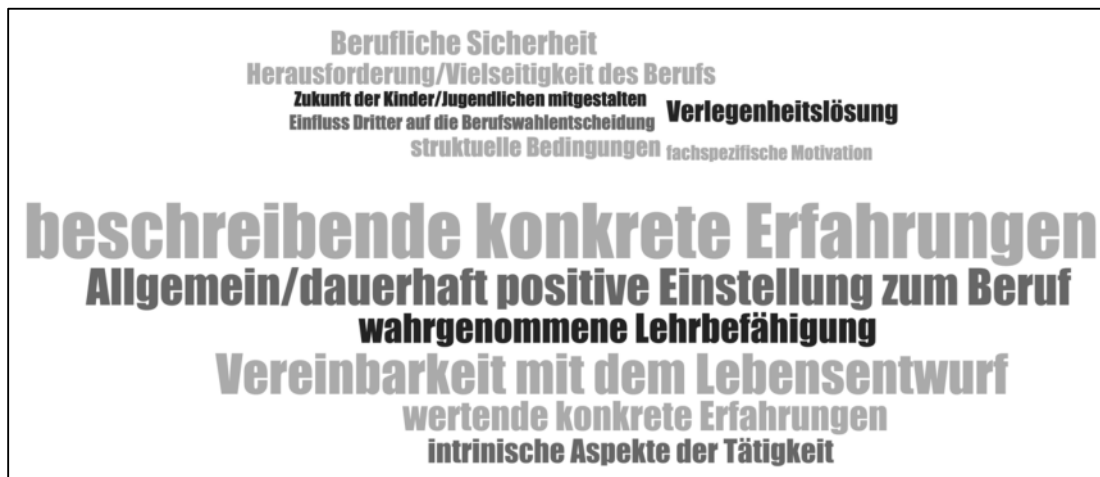 Berufliche Sicherheit
Herausforderung/Vielseitigkeit des Berufs
Zukunft der Kinder/Jugendlichen mitgestalten
Verlegenheitslösung
Einfluss Dritter auf die Berufswahlentscheidung
struktuelle Bedingungen
fachspezifische Motivation
beschreibende konkrete Erfahrungen
Allgemein/dauerhaft positive Einstellung zum Beruf
wahrgenommene Lehrbefähigung
Vereinbarkeit mit dem Lebensentwurf
wertende konkrete Erfahrungen
intrinische Aspekte der Tätigkeit